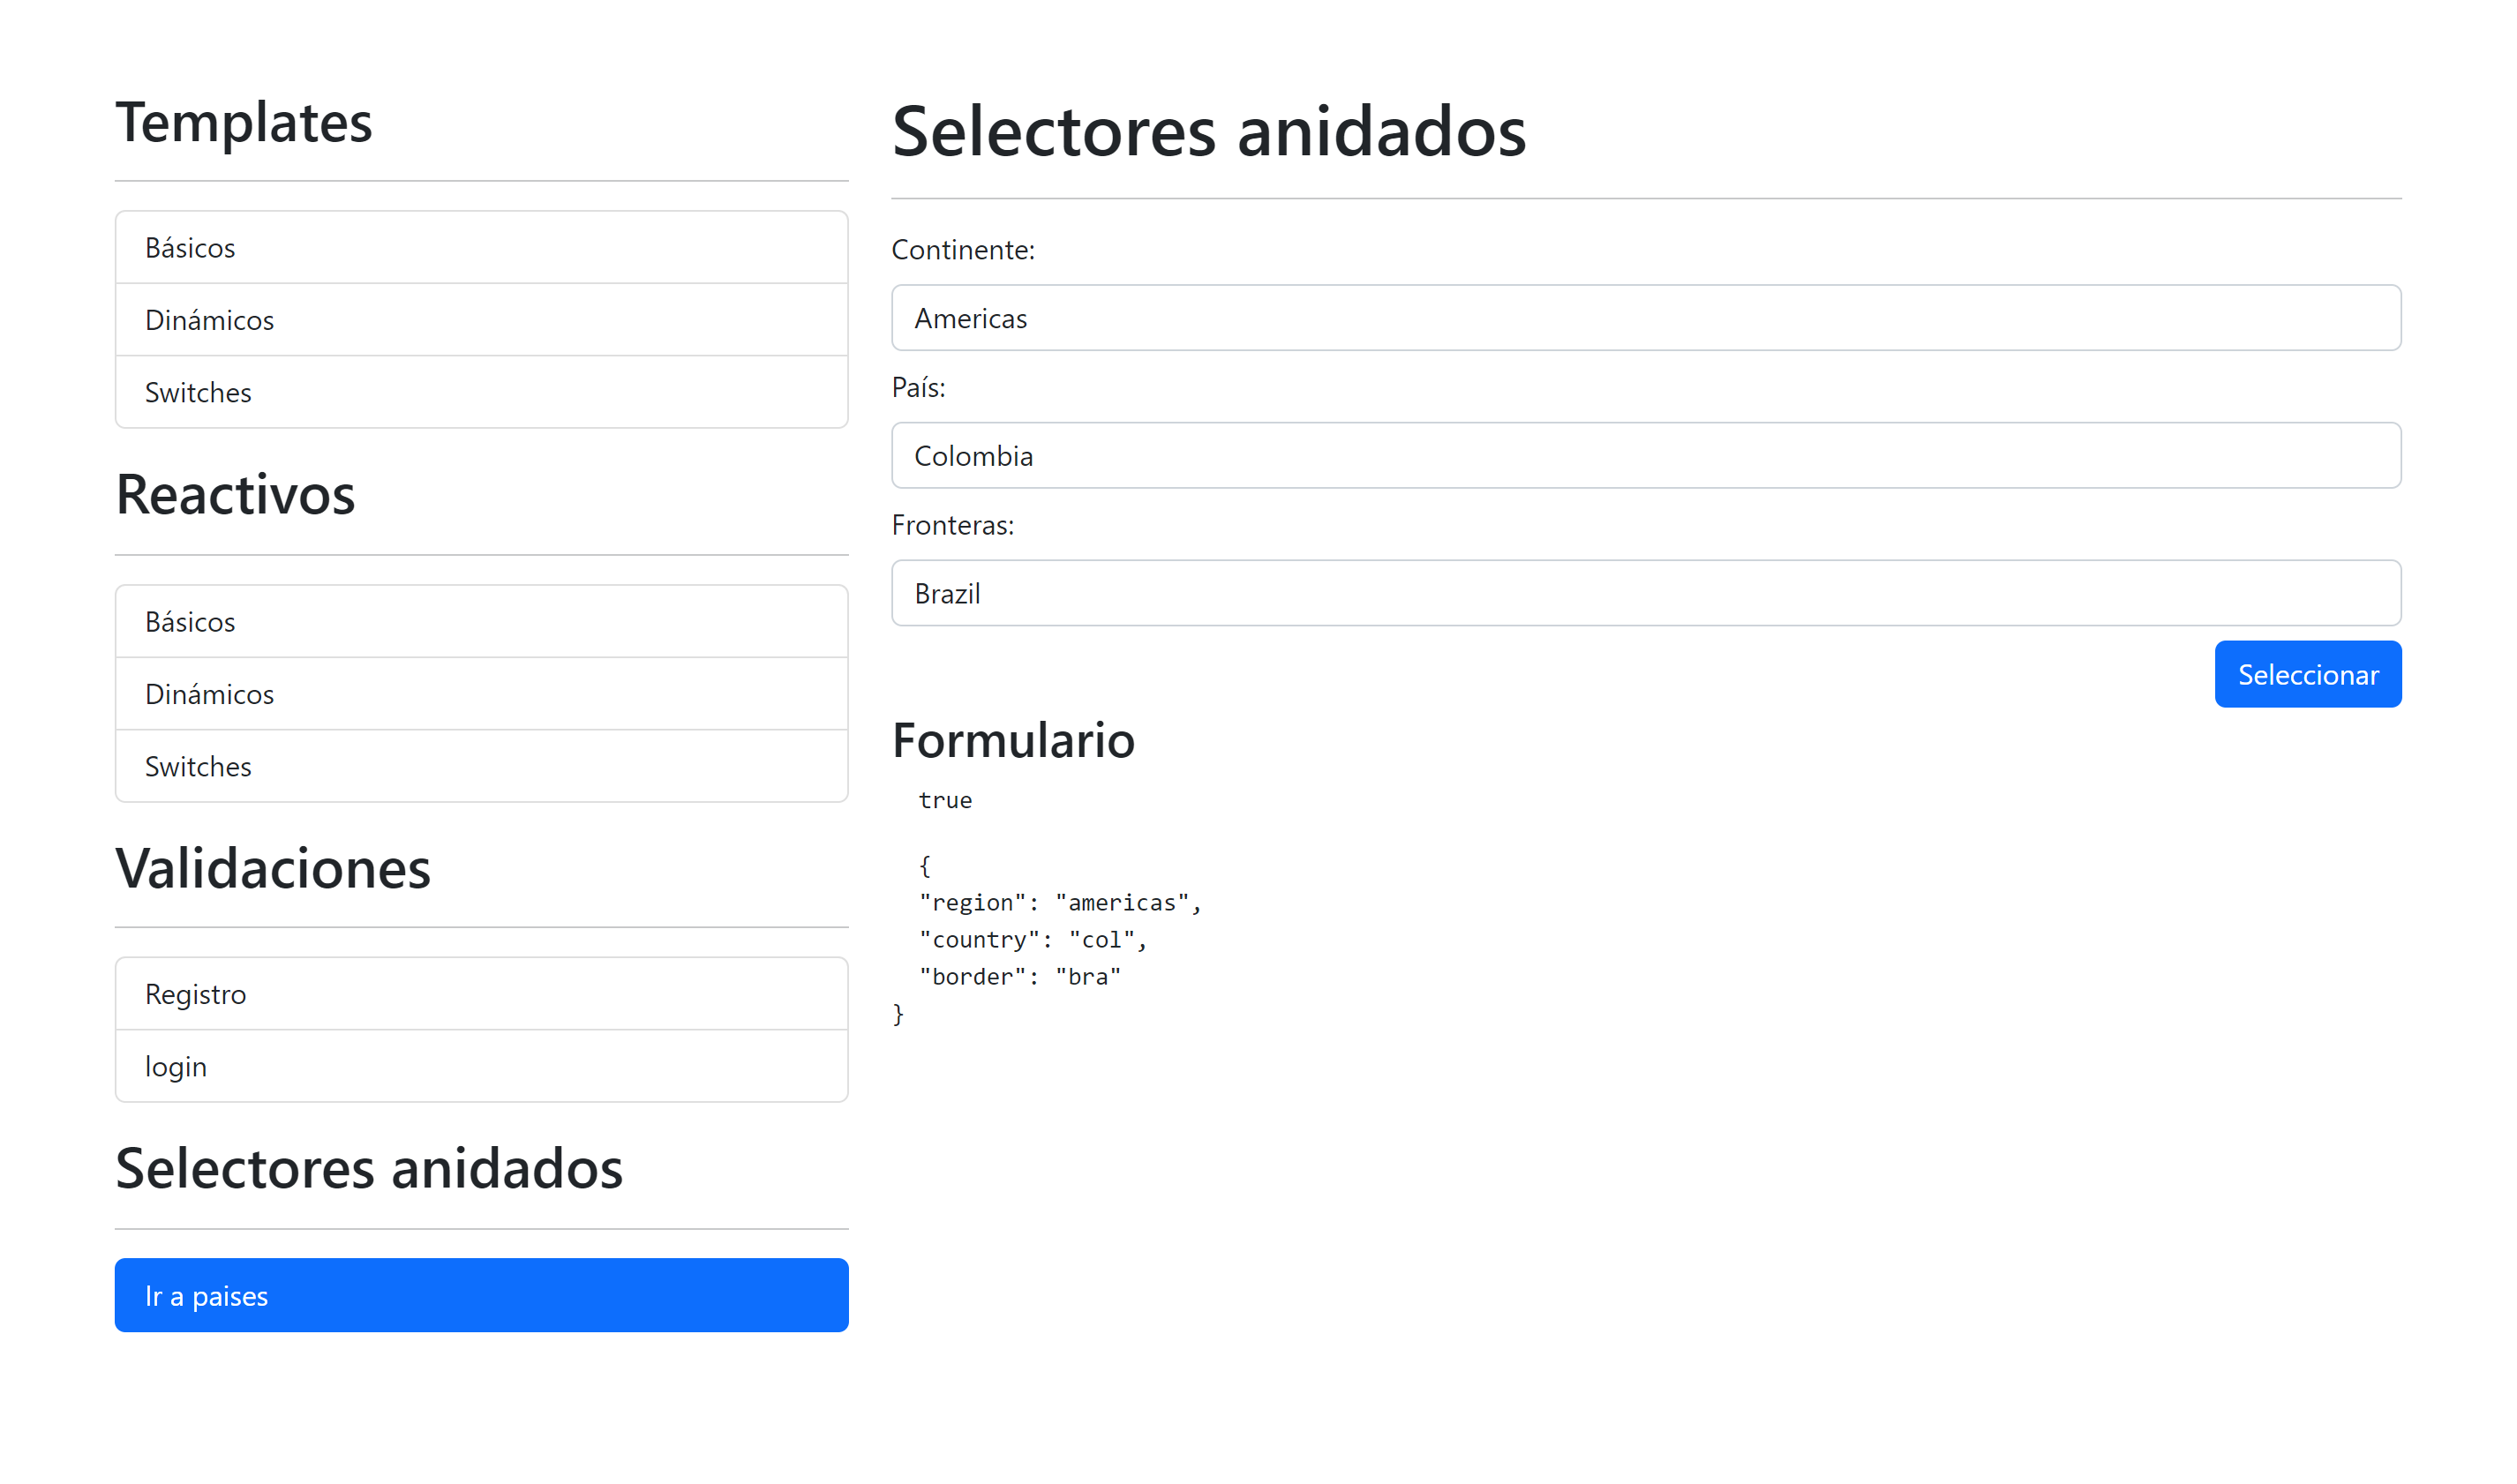 Templates
Básicos
Dinámicos
Switches
Reactivos
Básicos
Dinámicos
Switches
Validaciones
Registro
login
Selectores anidados
Ir a paises
Selectores anidados
Continente:
Americas
País:
Colombia
Fronteras:
Brazil
Seleccionar
Formulario
true
{
"region": "americas",
"country": "col",
"border": "bra"
}